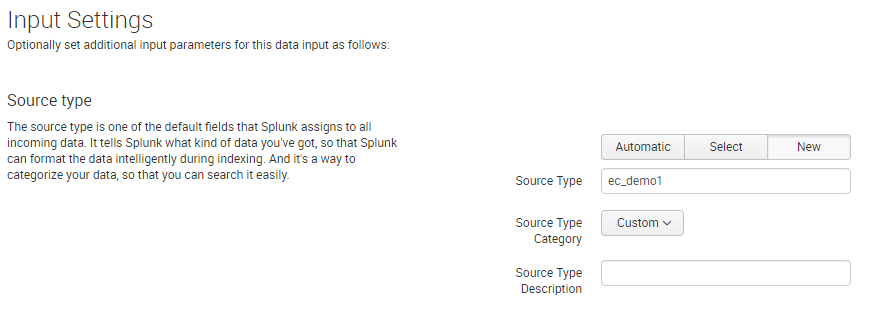 Input Settings
Optionally set additional input parameters for this data input as follows:
Source type
The source type is one of the default fields that Splunk assigns to all
incoming data. It tells Splunk what kind of data you've got, so that Splunk
can format the data intelligently during indexing. And it's a way to
categorize your data, so that you can search it easily.
Automatic Select New
Source Type ec_demo1
Source Type
Category
Custom
Source Type
Description